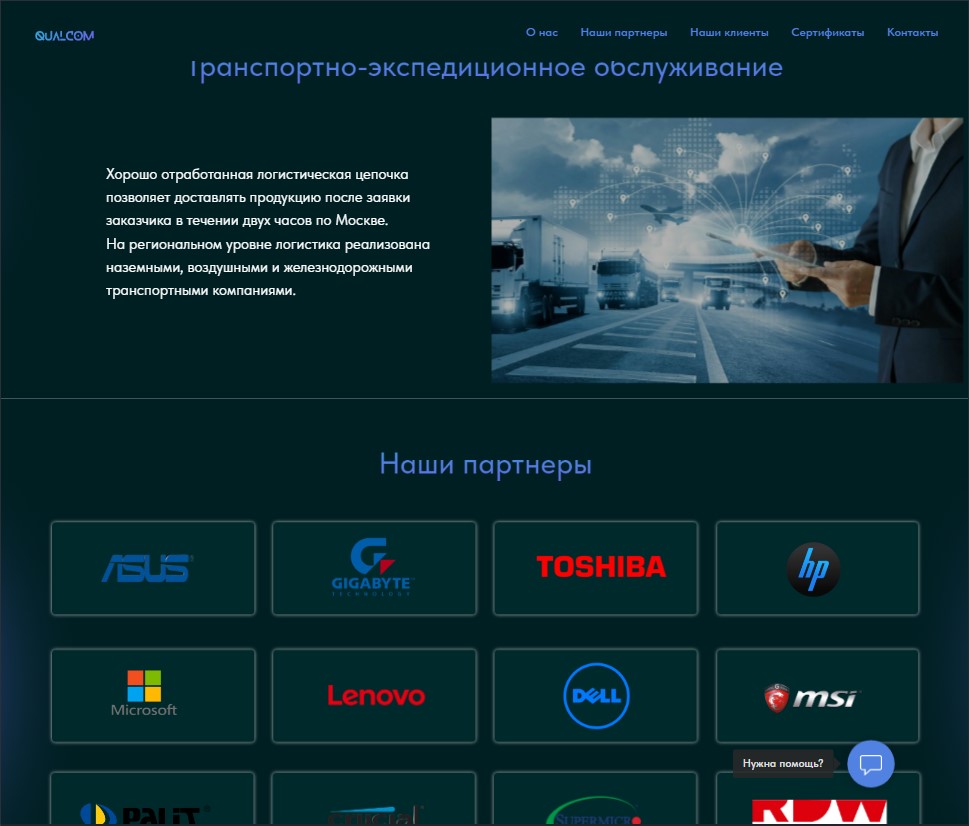 QUALCOM
О нас
Наши партнеры
Наши клиенты
Сертификаты
Контакты
Транспортно-экспедиционное обслуживание
Хорошо отработанная логистическая цепочка
позволяет доставлять продукцию после заявки
заказчика в течении двух часов по Москве.
На региональном уровне логистика реализована
наземными, воздушными и железнодорожными
транспортными компаниями.
Наши партнеры
ASUS
GIGABYTE
TECHNOLOGY
TOSHIBA
hp
Microsoft
Lenovo
DELL
msi
Нужна помощь?
PALIT
crucial
SUPERMICRO